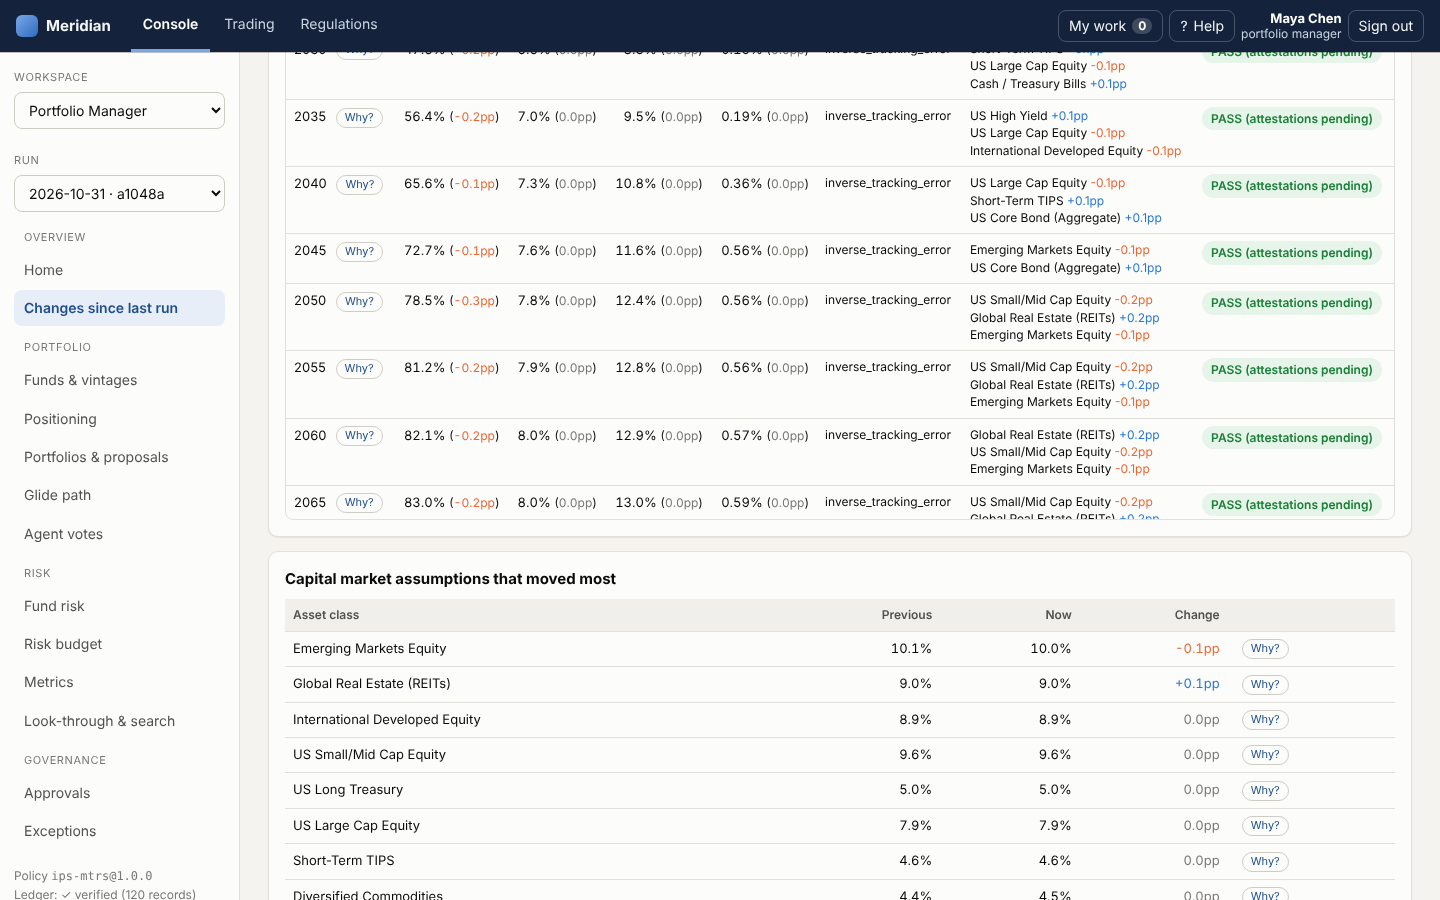 Meridian
Console
Trading
Regulations
My work 0
? Help
Maya Chen
portfolio manager
Sign out
WORKSPACE
Portfolio Manager
RUN
2026-10-31 · a1048a
OVERVIEW
Home
Changes since last run
PORTFOLIO
Funds & vintages
Positioning
Portfolios & proposals
Glide path
Agent votes
RISK
Fund risk
Risk budget
Metrics
Look-through & search
GOVERNANCE
Approvals
Exceptions
Policy ips-mtrs@1.0.0
Ledger: ✓ verified (120 records)
US Large Cap Equity -0.1pp
Cash / Treasury Bills +0.1pp
2035 Why? 56.4% (-0.2pp) 7.0% (0.0pp) 9.5% (0.0pp) 0.19% (0.0pp) inverse_tracking_error US High Yield +0.1pp PASS (attestations pending)
US Large Cap Equity -0.1pp
International Developed Equity -0.1pp
2040 Why? 65.6% (-0.1pp) 7.3% (0.0pp) 10.8% (0.0pp) 0.36% (0.0pp) inverse_tracking_error US Large Cap Equity -0.1pp PASS (attestations pending)
Short-Term TIPS +0.1pp
US Core Bond (Aggregate) +0.1pp
2045 Why? 72.7% (-0.1pp) 7.6% (0.0pp) 11.6% (0.0pp) 0.56% (0.0pp) inverse_tracking_error Emerging Markets Equity -0.1pp PASS (attestations pending)
US Core Bond (Aggregate) +0.1pp
2050 Why? 78.5% (-0.3pp) 7.8% (0.0pp) 12.4% (0.0pp) 0.56% (0.0pp) inverse_tracking_error US Small/Mid Cap Equity -0.2pp PASS (attestations pending)
Global Real Estate (REITs) +0.2pp
Emerging Markets Equity -0.1pp
2055 Why? 81.2% (-0.2pp) 7.9% (0.0pp) 12.8% (0.0pp) 0.56% (0.0pp) inverse_tracking_error US Small/Mid Cap Equity -0.2pp PASS (attestations pending)
Global Real Estate (REITs) +0.2pp
Emerging Markets Equity -0.1pp
2060 Why? 82.1% (-0.2pp) 8.0% (0.0pp) 12.9% (0.0pp) 0.57% (0.0pp) inverse_tracking_error Global Real Estate (REITs) +0.2pp PASS (attestations pending)
US Small/Mid Cap Equity -0.2pp
Emerging Markets Equity -0.1pp
2065 Why? 83.0% (-0.2pp) 8.0% (0.0pp) 13.0% (0.0pp) 0.59% (0.0pp) inverse_tracking_error US Small/Mid Cap Equity -0.2pp PASS (attestations pending)
Global Real Estate (REITs) +0.2pp
Capital market assumptions that moved most
Asset class Previous Now Change
Emerging Markets Equity 10.1% 10.0% -0.1pp Why?
Global Real Estate (REITs) 9.0% 9.0% +0.1pp Why?
International Developed Equity 8.9% 8.9% 0.0pp Why?
US Small/Mid Cap Equity 9.6% 9.6% 0.0pp Why?
US Long Treasury 5.0% 5.0% 0.0pp Why?
US Large Cap Equity 7.9% 7.9% 0.0pp Why?
Short-Term TIPS 4.6% 4.6% 0.0pp Why?
Diversified Commodities 4.4% 4.5% 0.0pp Why?